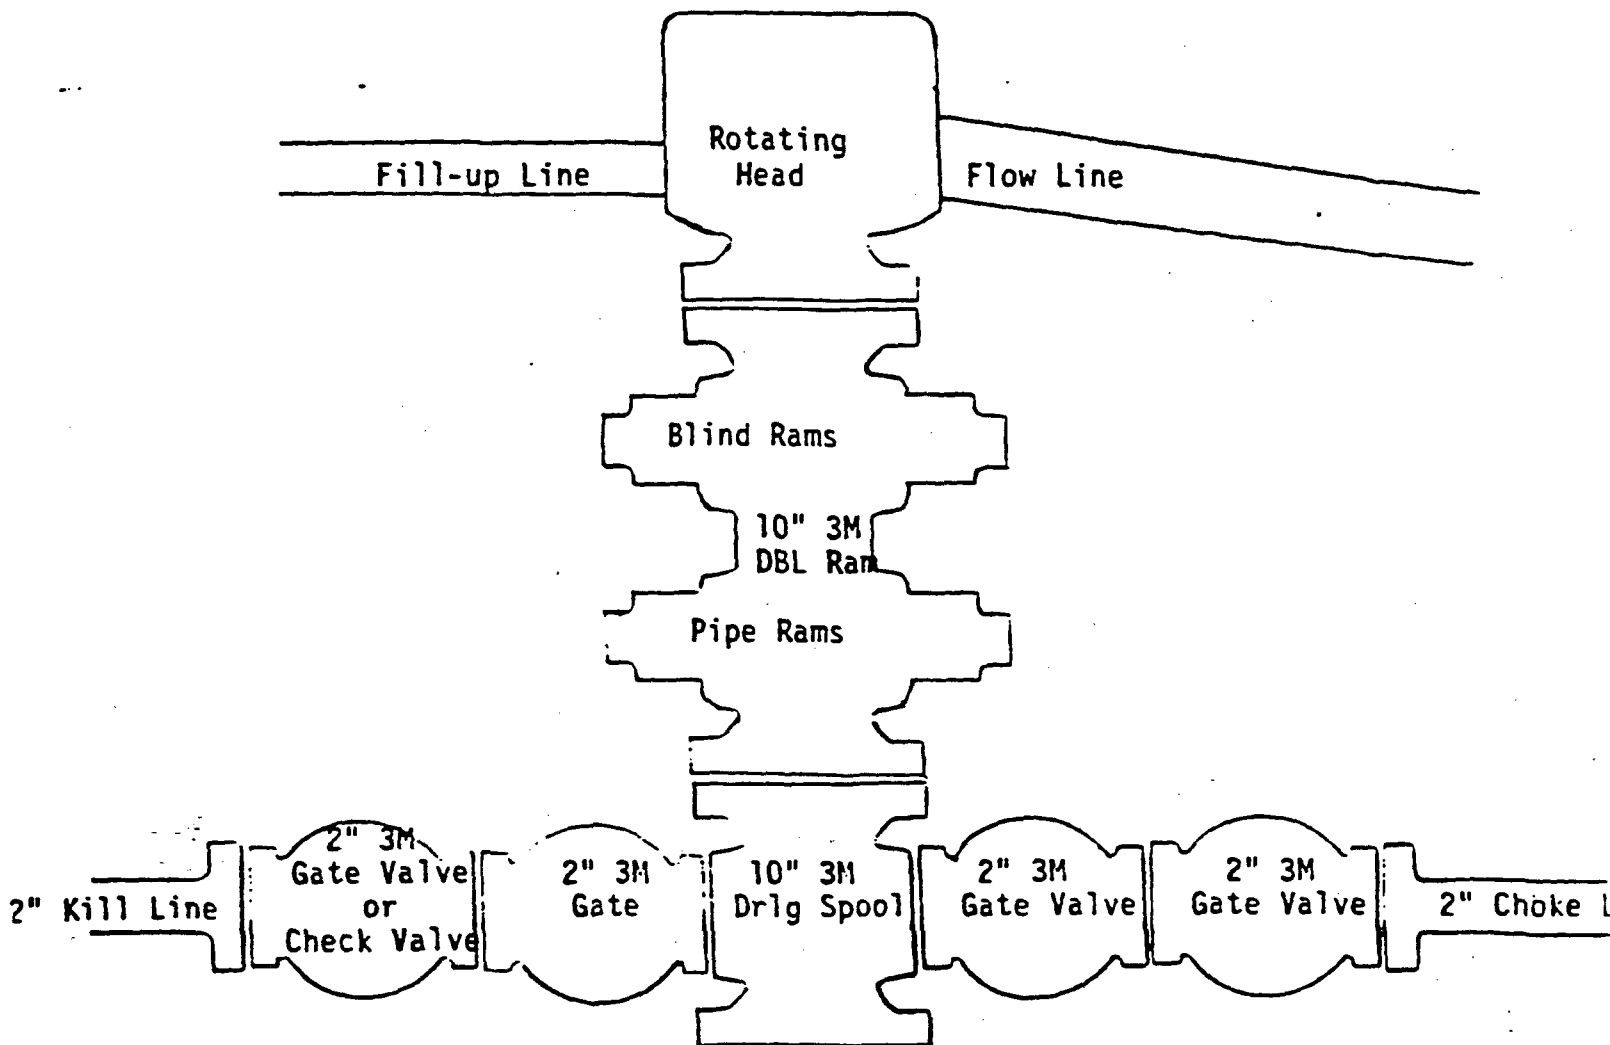 Rotating
Head
Fill-up Line
Flow Line
Blind Rams
10" 3M
DBL Ram
Pipe Rams
2" Kill Line
2" 3M
Gate Valve
or
Check Valve
2" 3M
Gate
10" 3M
Drlg Spool
2" 3M
Gate Valve
2" 3M
Gate Valve
2" Choke L